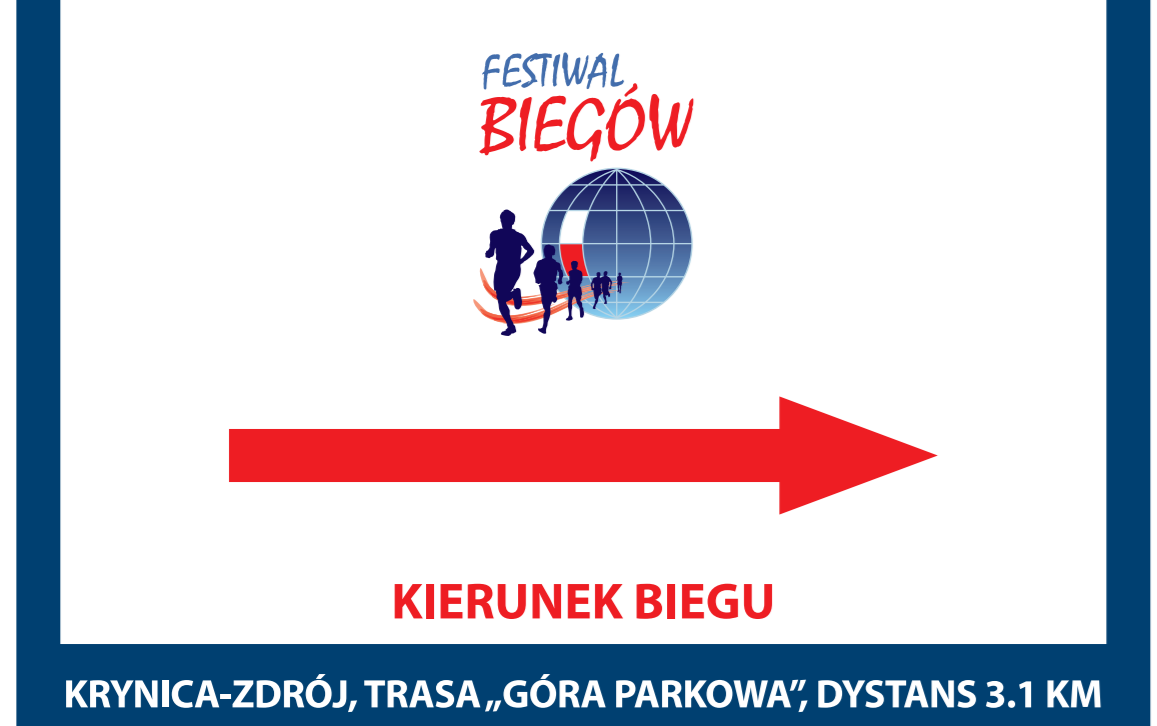 FESTIWAL
BIEGÓW
KIERUNEK BIEGU
KRYNICA-ZDRÓJ, TRASA „GÓRA PARKOWA”, DYSTANS 3.1 KM